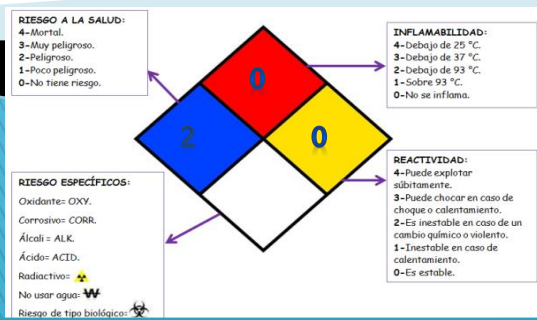 RIESGO A LA SALUD:
4-Mortal.
3-Muy peligroso.
2-Peligroso.
1-Poco peligroso.
0-No tiene riesgo.
INFLAMABILIDAD:
4-Debajo de 25 °C.
3-Debajo de 37 °C.
2-Debajo de 93 °C.
1-Sobre 93 °C.
0-No se inflama.
0
2
0
RIESGO ESPECÍFICOS:
Oxidante= OXY.
Corrosivo= CORR.
Álcali = ALK.
Ácido= ACID.
Radiactivo=
No usar agua= W
Riesgo de tipo biológico=
REACTIVIDAD:
4-Puede explotar
súbitamente.
3-Puede chocar en caso de
choque o calentamiento.
2-Es inestable en caso de un
cambio químico o violento.
1-Inestable en caso de
calentamiento.
0-Es estable.